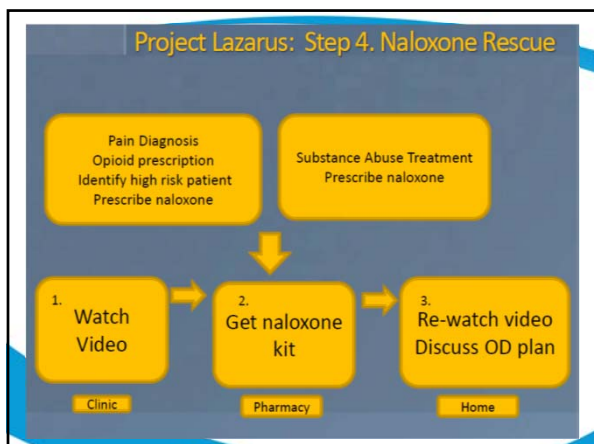 Project Lazarus: Step 4. Naloxone Rescue
Pain Diagnosis
Opioid prescription
Identify high risk patient
Prescribe naloxone
Substance Abuse Treatment
Prescribe naloxone
1.
Watch
Video
2.
Get naloxone
kit
3.
Re-watch video
Discuss OD plan
Clinic
Pharmacy
Home